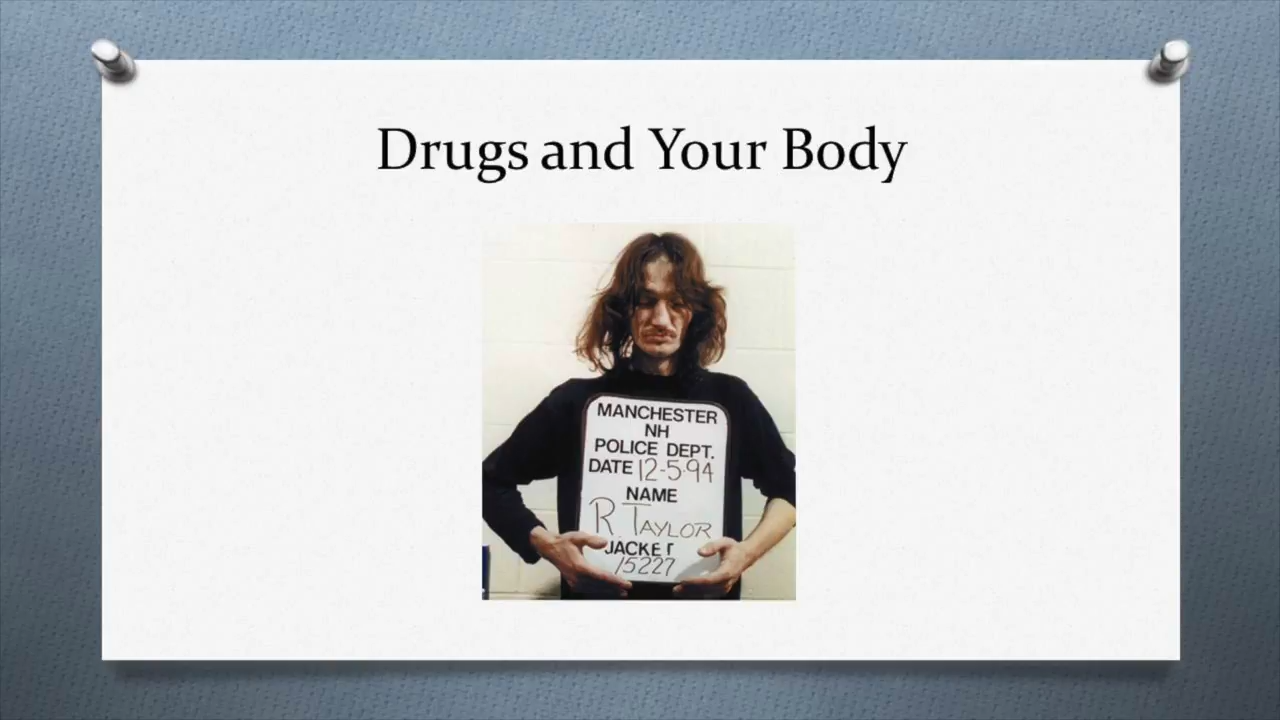 Drugs and Your Body
MANCHESTER
NH
POLICE DEPT.
DATE 12-5-94
NAME
R. TAYLOR
JACKET
15227